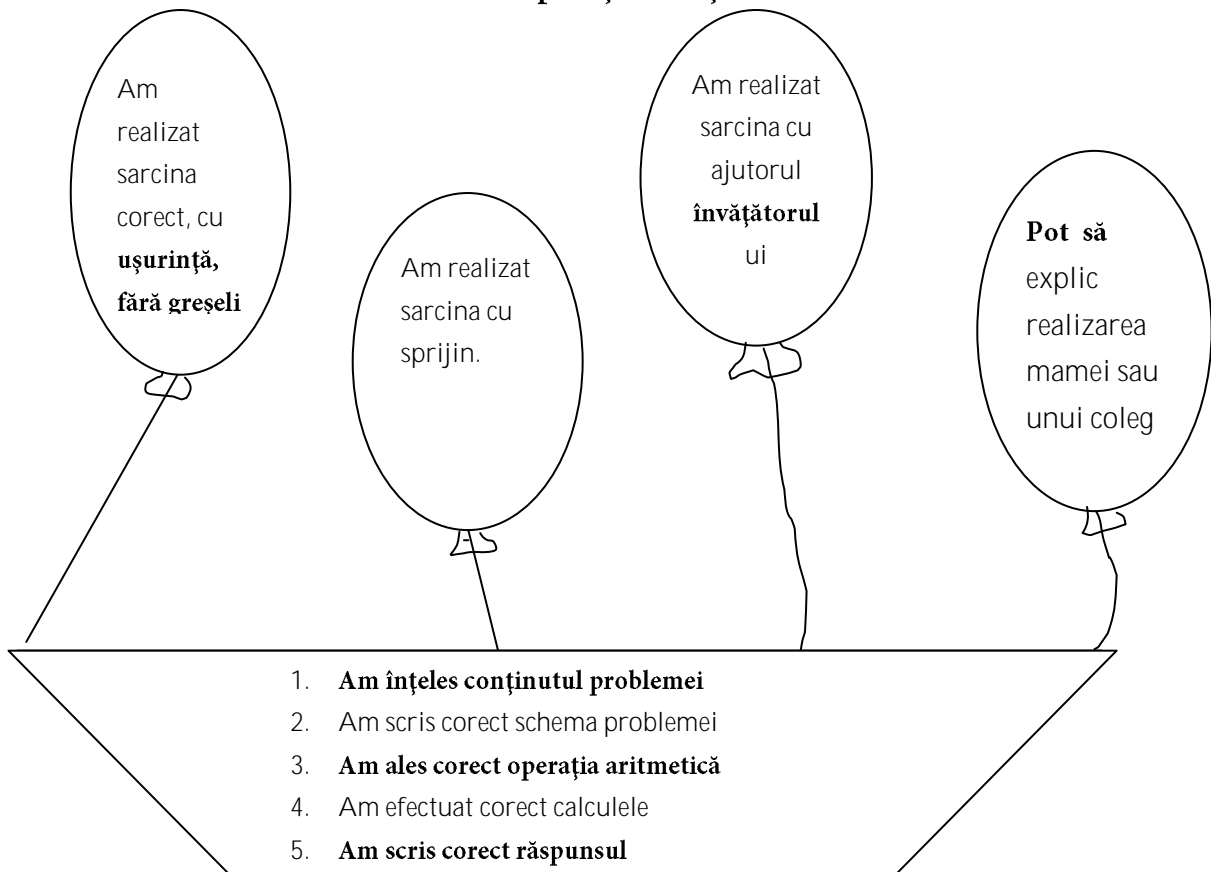 Am
realizat
sarcina
corect, cu
ușurință,
fără greșeli
Am realizat
sarcina cu
sprijin.
Am realizat
sarcina cu
ajutorul
învățătorul
ui
Pot să
explic
realizarea
mamei sau
unui coleg
1. Am înțeles conținutul problemei
2. Am scris corect schema problemei
3. Am ales corect operația aritmetică
4. Am efectuat corect calculele
5. Am scris corect răspunsul